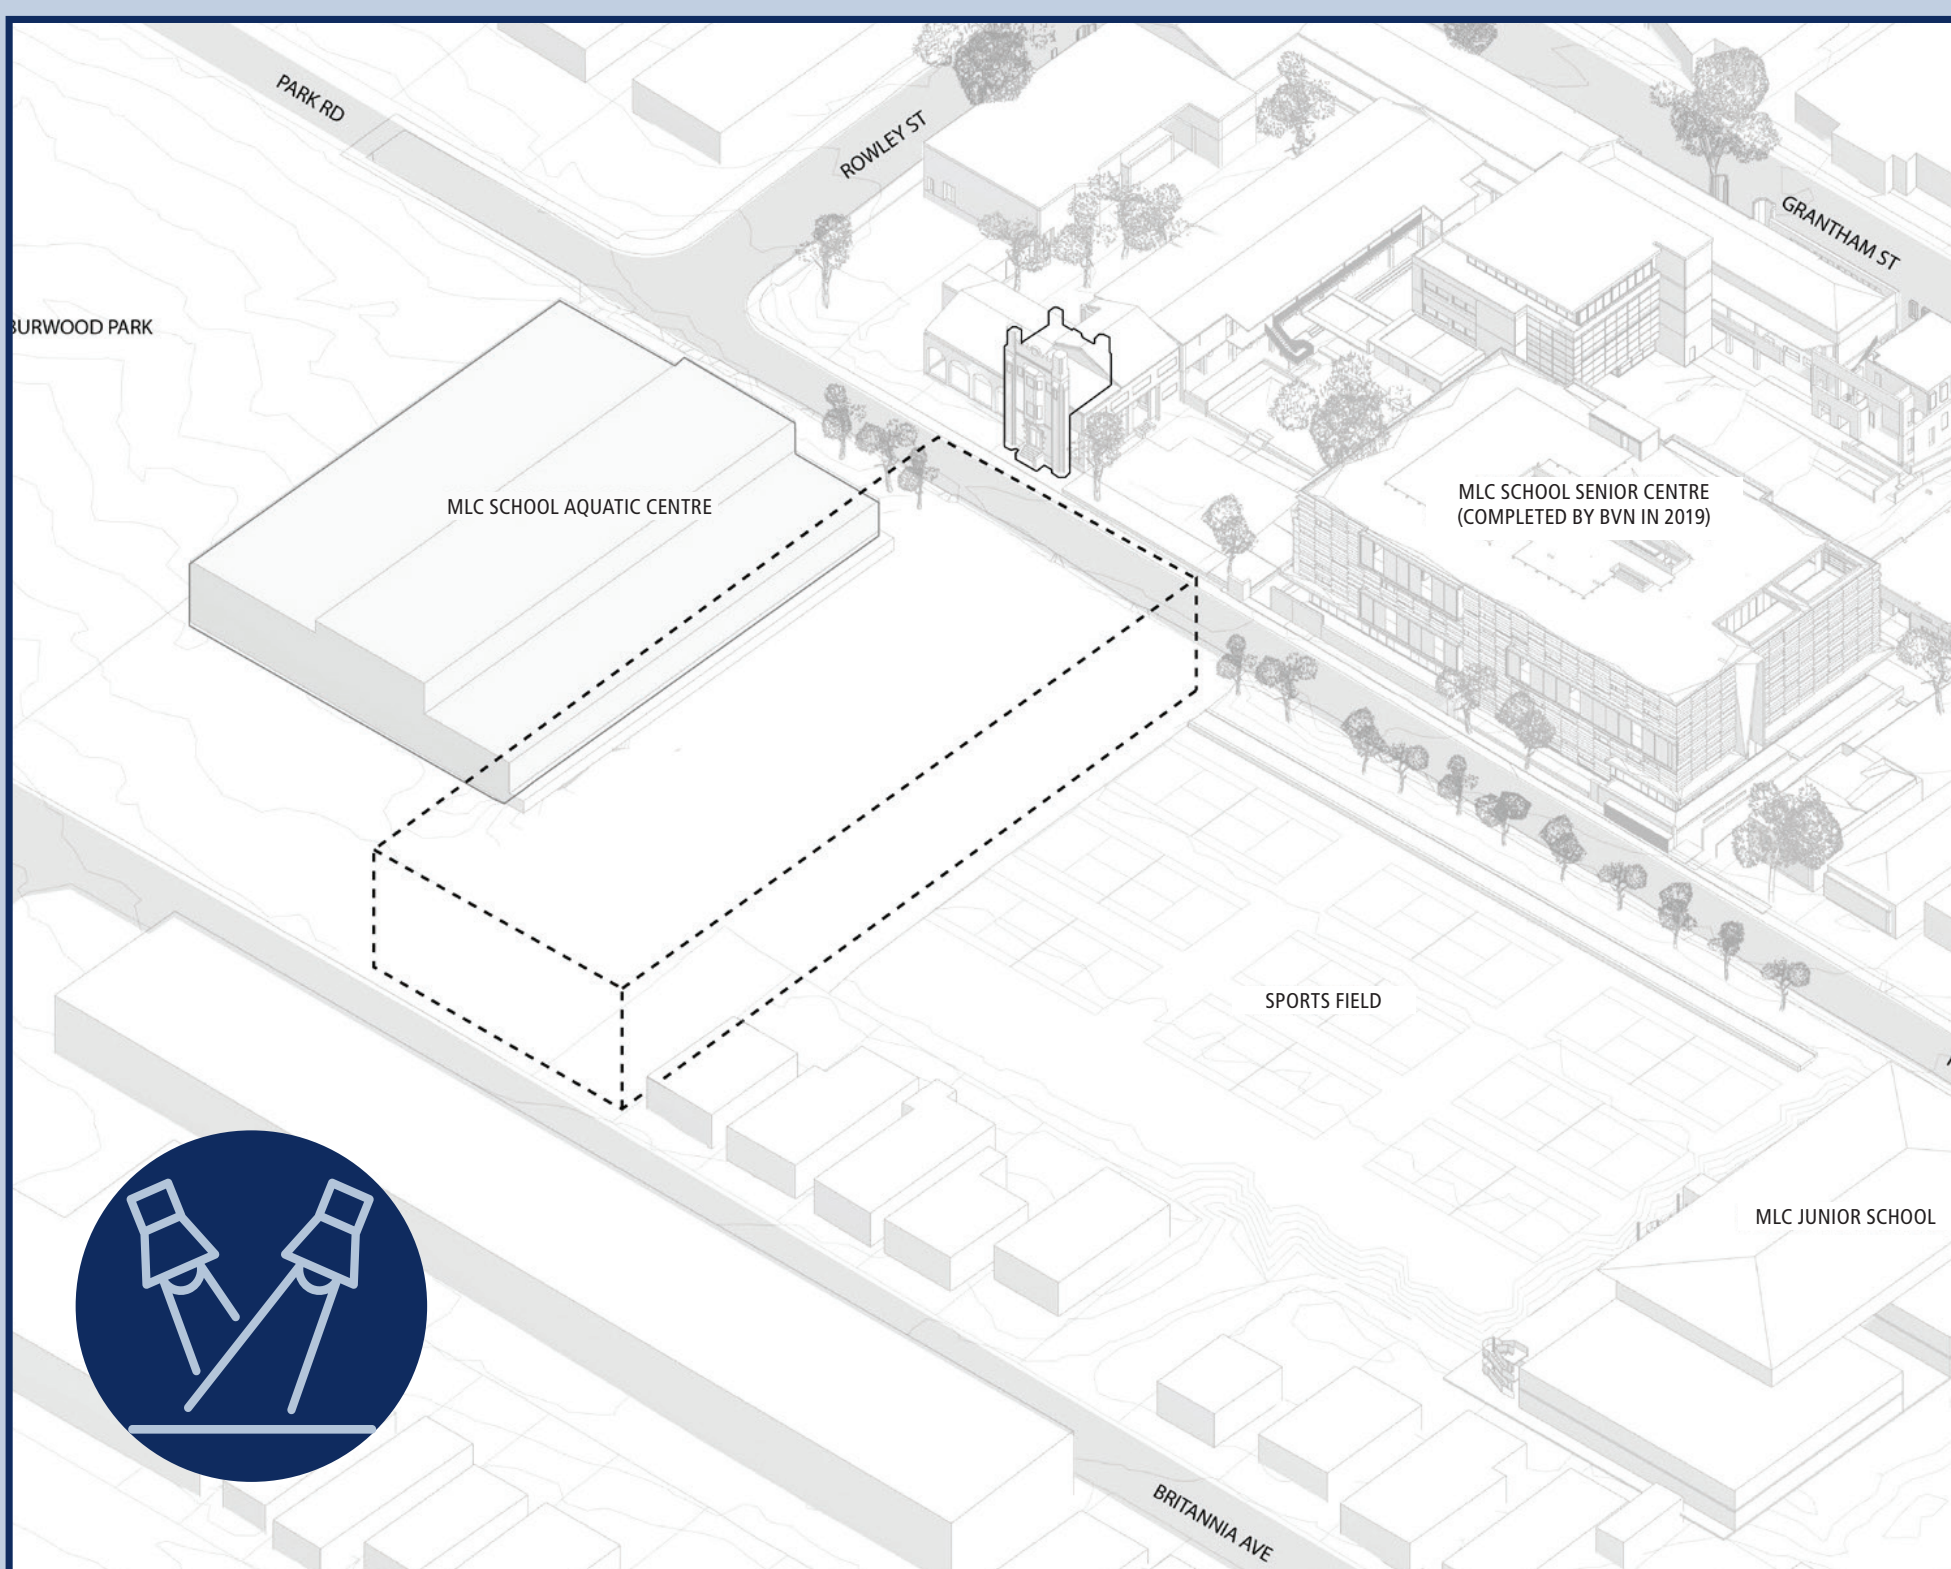 PARK RD
ROWLEY ST
GRANTHAM ST
BURWOOD PARK
MLC SCHOOL AQUATIC CENTRE
MLC SCHOOL SENIOR CENTRE
(COMPLETED BY BVN IN 2019)
SPORTS FIELD
MLC JUNIOR SCHOOL
BRITANNIA AVE